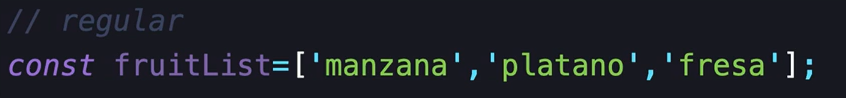 // regular
const fruitList=['manzana','platano','fresa'];